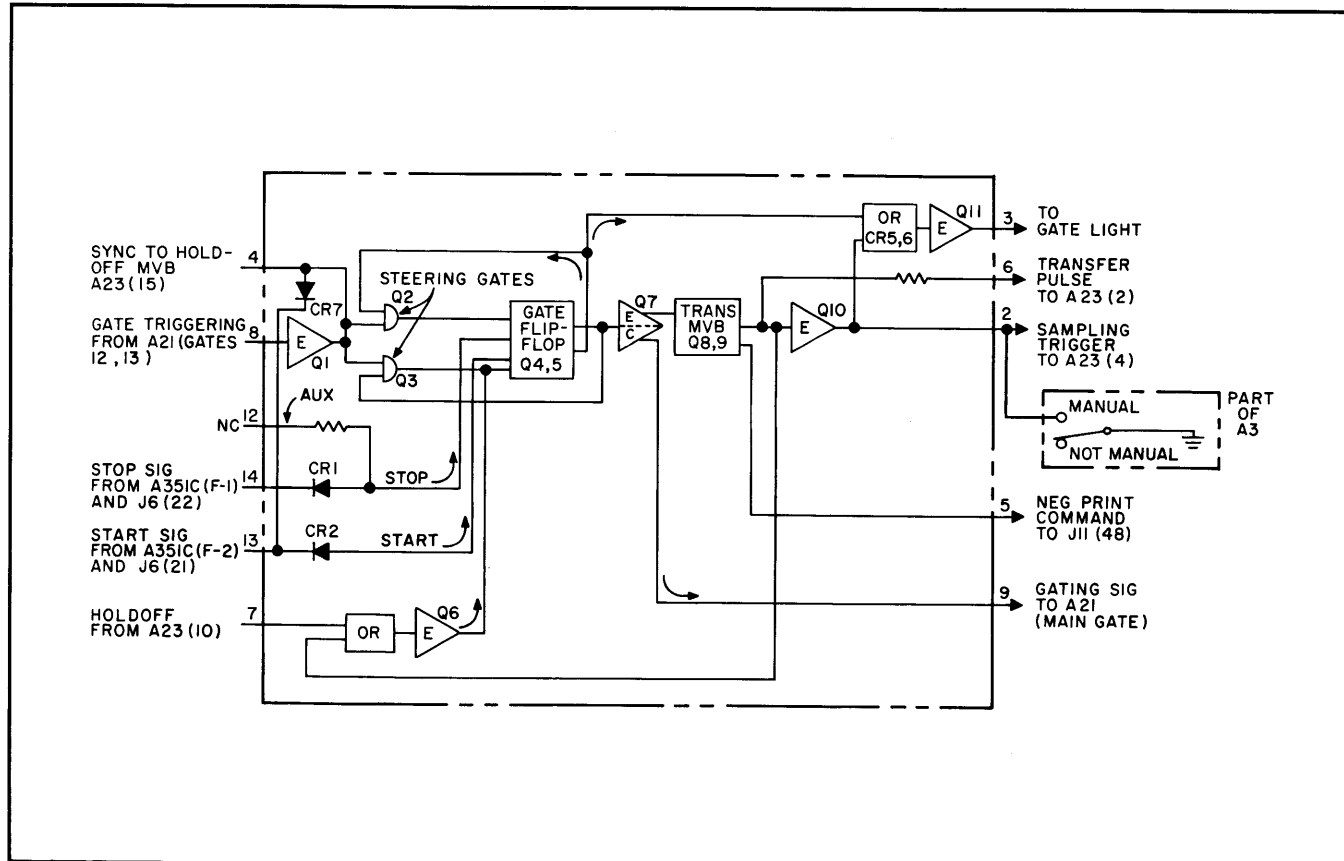 SYNC TO HOLD-
OFF MVB
A23(15)
4
CR7
GATE TRIGGERING
FROM A21(GATES
12,13)
8
E
Q1
STEERING GATES
Q2
Q3
AUX
NC
12
STOP SIG
FROM A351C(F-1)
AND J6(22)
14
CR1
STOP
START SIG
FROM A351C(F-2)
AND J6(21)
13
CR2
START
HOLDOFF
FROM A23(10)
7
OR
E
Q6
GATE
FLIP-
FLOP
Q4,5
Q7
E
C
TRANS
MVB
Q8,9
E
Q10
OR
CR5,6
E
Q11
3
TO
GATE LIGHT
6
TRANSFER
PULSE
TO A23(2)
2
SAMPLING
TRIGGER
TO A23(4)
MANUAL
NOT MANUAL
PART
OF
A3
5
NEG PRINT
COMMAND
TO J11(48)
9
GATING SIG
TO A21
(MAIN GATE)